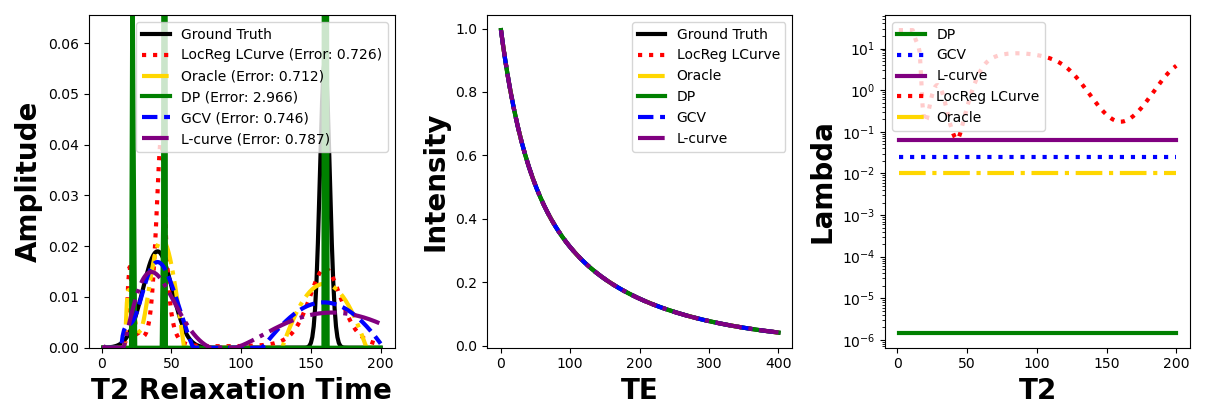 Amplitude
0.06
0.05
0.04
0.03
0.02
0.01
0.00
0
50
100
150
200
T2 Relaxation Time
Ground Truth
LocReg LCurve (Error: 0.726)
Oracle (Error: 0.712)
DP (Error: 2.966)
GCV (Error: 0.746)
L-curve (Error: 0.787)
Intensity
1.0
0.8
0.6
0.4
0.2
0.0
0
100
200
300
400
TE
Ground Truth
LocReg LCurve
Oracle
DP
GCV
L-curve
Lambda
10¹
10⁰
10⁻¹
10⁻²
10⁻³
10⁻⁴
10⁻⁵
10⁻⁶
0
50
100
150
200
T2
DP
GCV
L-curve
LocReg LCurve
Oracle